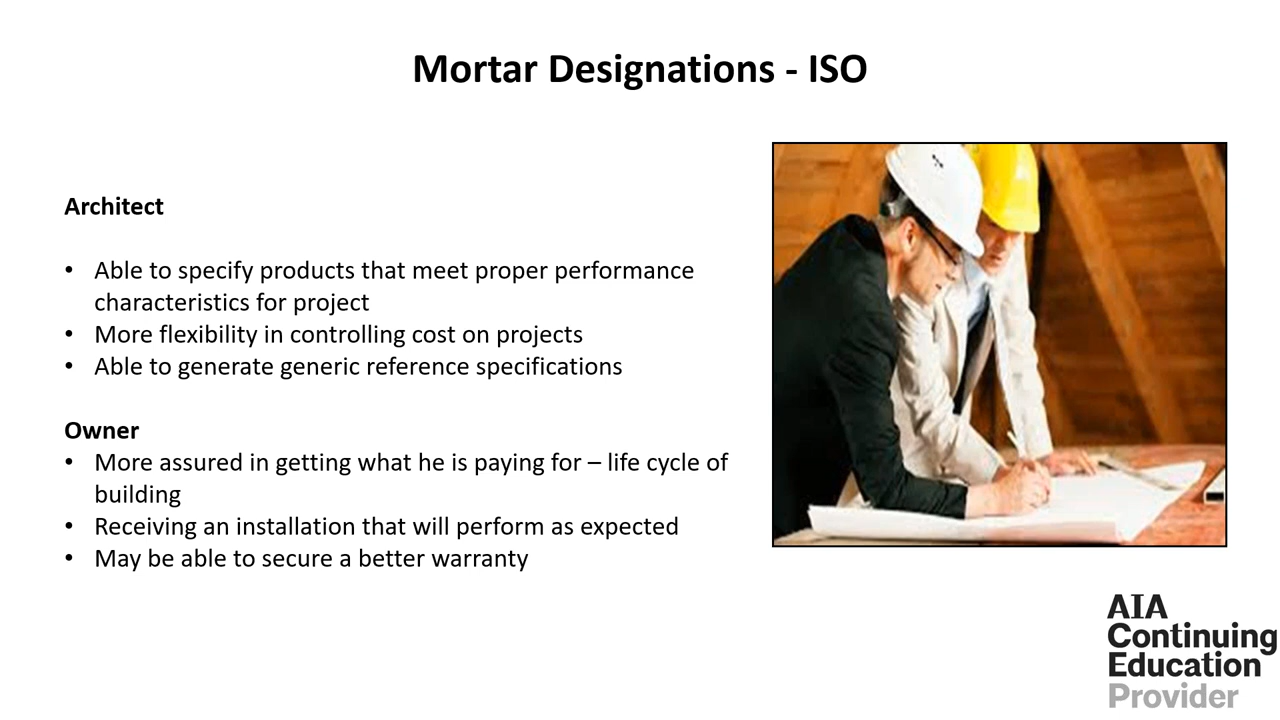 Mortar Designations - ISO
Architect
• Able to specify products that meet proper performance
characteristics for project
• More flexibility in controlling cost on projects
• Able to generate generic reference specifications
Owner
• More assured in getting what he is paying for – life cycle of
building
• Receiving an installation that will perform as expected
• May be able to secure a better warranty
AIA
Continuing
Education
Provider